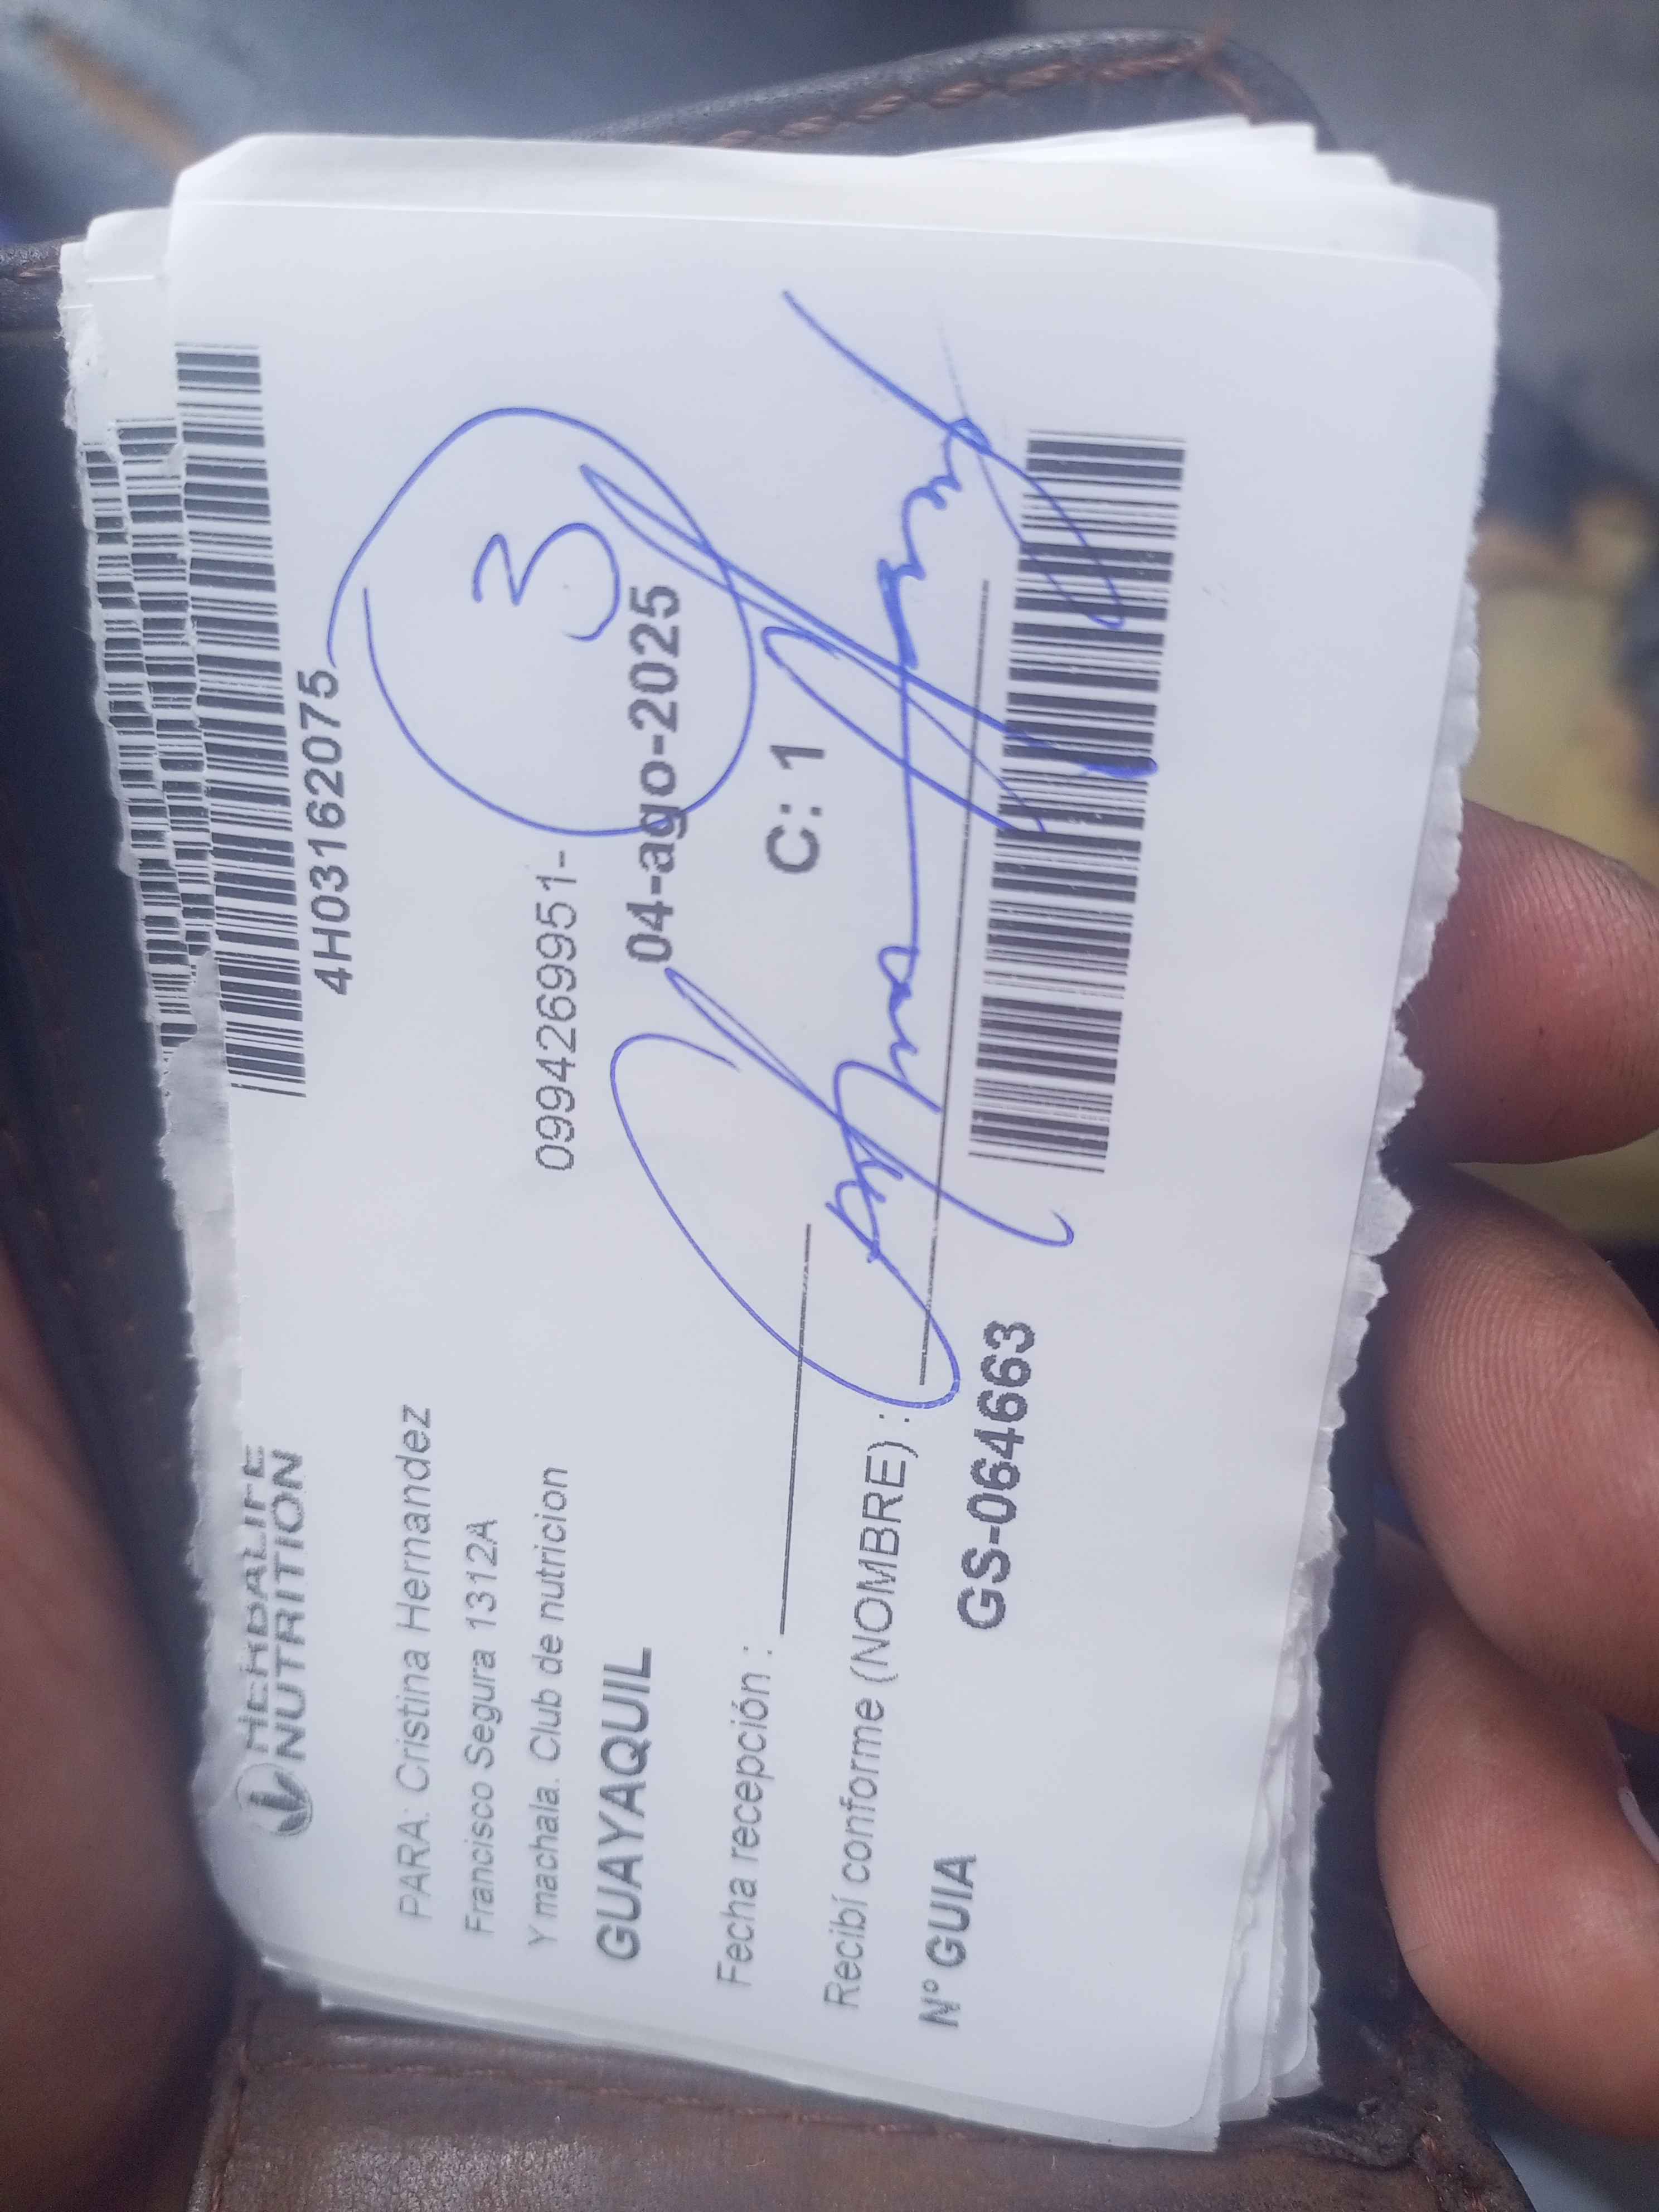 HERBALIFE
NUTRITION
4H03162075
PARA: Cristina Hernandez
Francisco Segura 1312A
3
Y machala. Club de nutricion
0994269951-
GUAYAQUIL
04-ago-2025
Fecha recepción :
C: 1
Recibí conforme (NOMBRE) :
N° GUIA
GS-064663